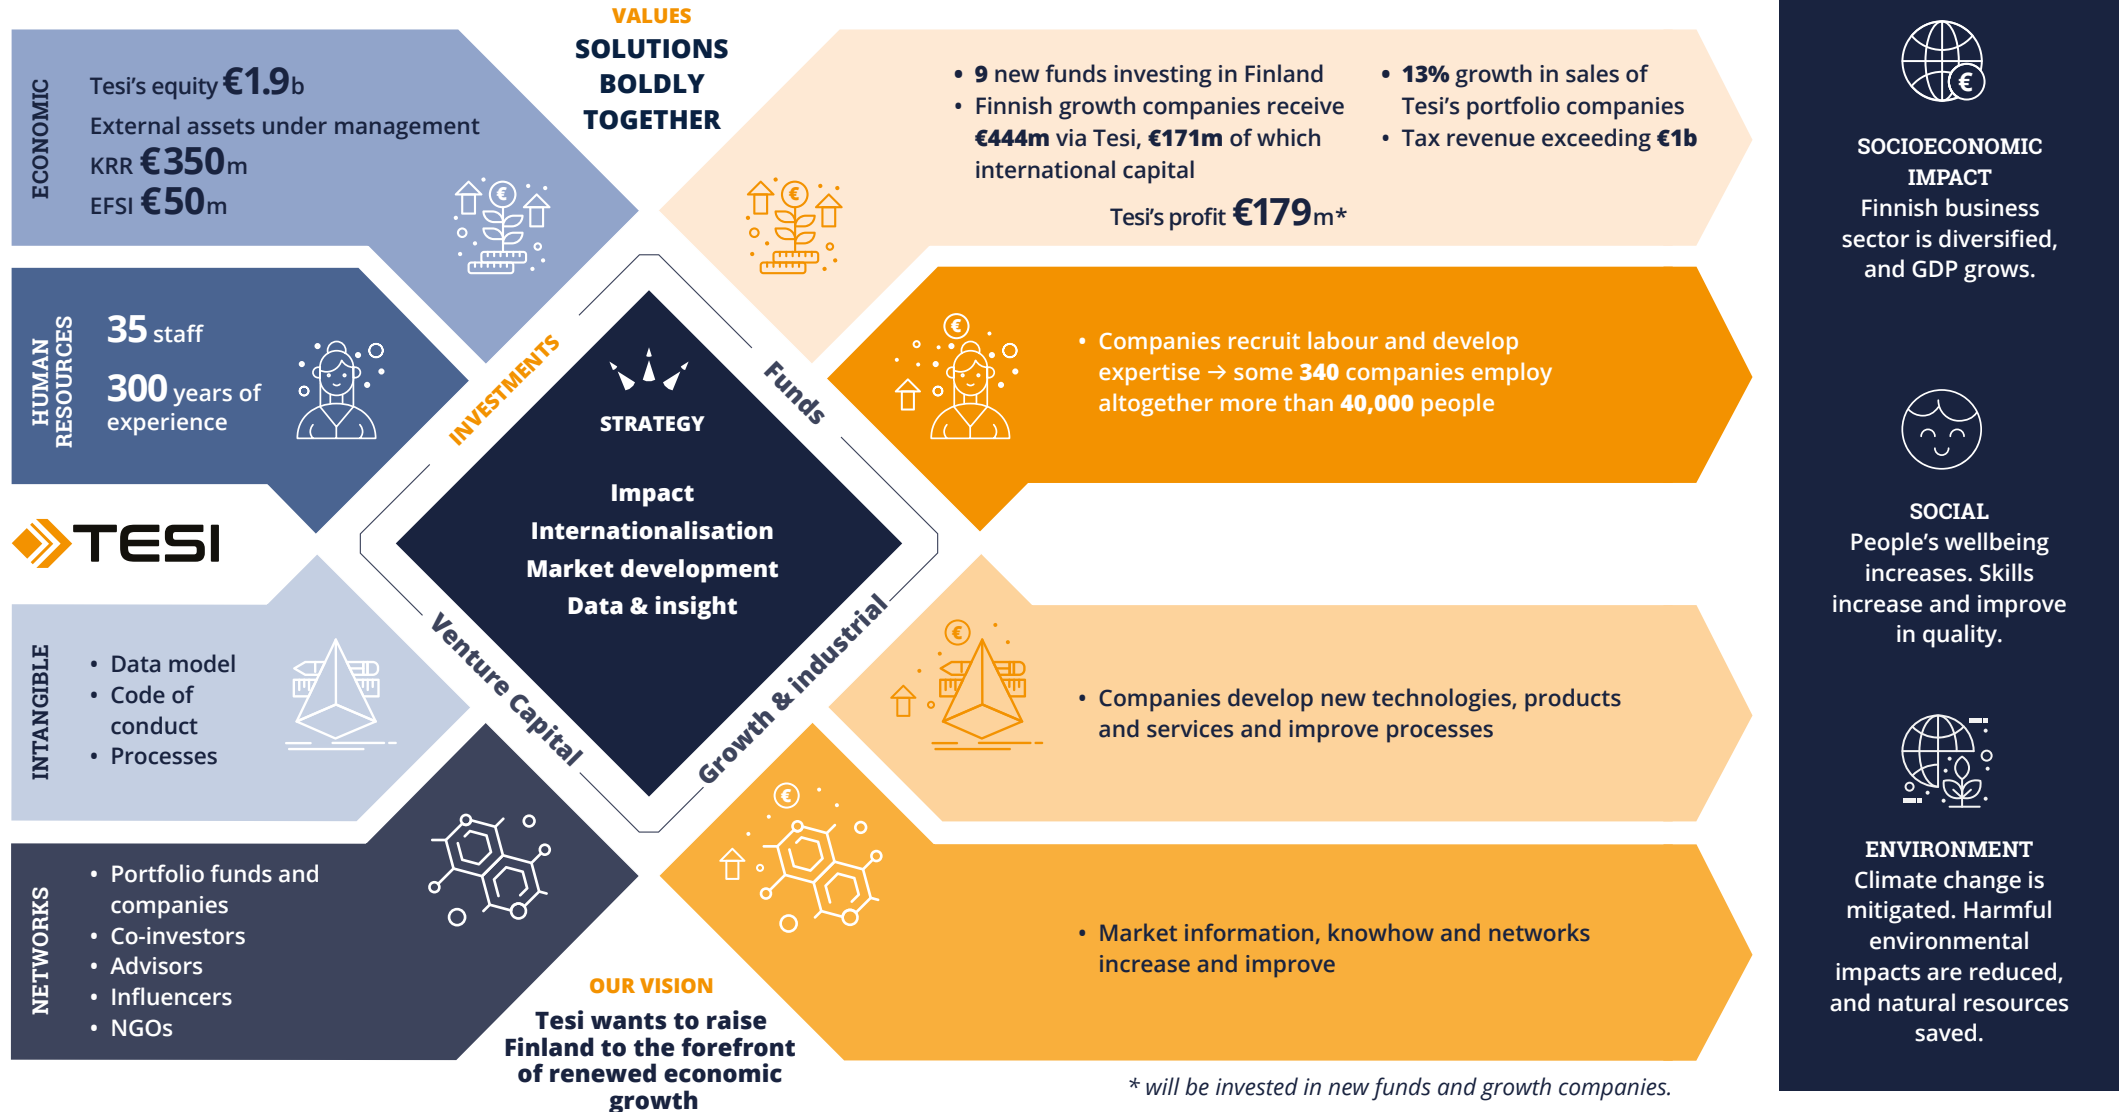 VALUES
SOLUTIONS
BOLDLY
TOGETHER
ECONOMIC
Tesi's equity €1.9b
External assets under management
KRR €350m
EFSI €50m
• 9 new funds investing in Finland
• Finnish growth companies receive
€444m via Tesi, €171m of which
international capital
• 13% growth in sales of
Tesi's portfolio companies
• Tax revenue exceeding €1b
Tesi's profit €179m*
HUMAN
RESOURCES
35 staff
300 years of
experience
• Companies recruit labour and develop
expertise → some 340 companies employ
altogether more than 40,000 people
INVESTMENTS
Funds
Venture Capital
Growth & industrial
STRATEGY
Impact
Internationalisation
Market development
Data & insight
TESI
INTANGIBLE
• Data model
• Code of
conduct
• Processes
• Companies develop new technologies, products
and services and improve processes
NETWORKS
• Portfolio funds and
companies
• Co-investors
• Advisors
• Influencers
• NGOs
• Market information, knowhow and networks
increase and improve
OUR VISION
Tesi wants to raise
Finland to the forefront
of renewed economic
growth
* will be invested in new funds and growth companies.
€
€
€
€
€
€
SOCIOECONOMIC
IMPACT
Finnish business
sector is diversified,
and GDP grows.
SOCIAL
People's wellbeing
increases. Skills
increase and improve
in quality.
ENVIRONMENT
Climate change is
mitigated. Harmful
environmental
impacts are reduced,
and natural resources
saved.